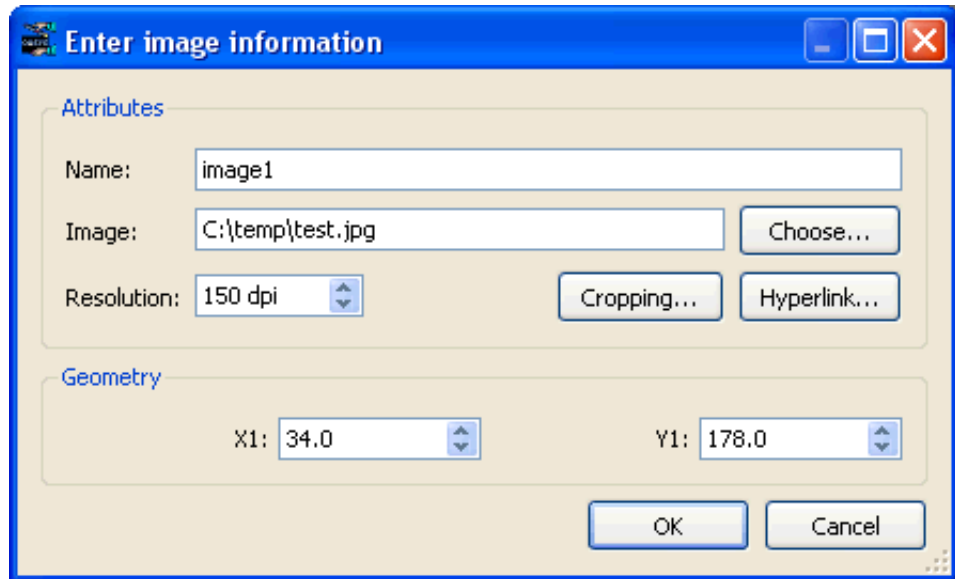 Enter image information
Attributes
Name: image1
Image: C:\temp\test.jpg Choose...
Resolution: 150 dpi Cropping... Hyperlink...
Geometry
X1: 34.0 Y1: 178.0
OK Cancel